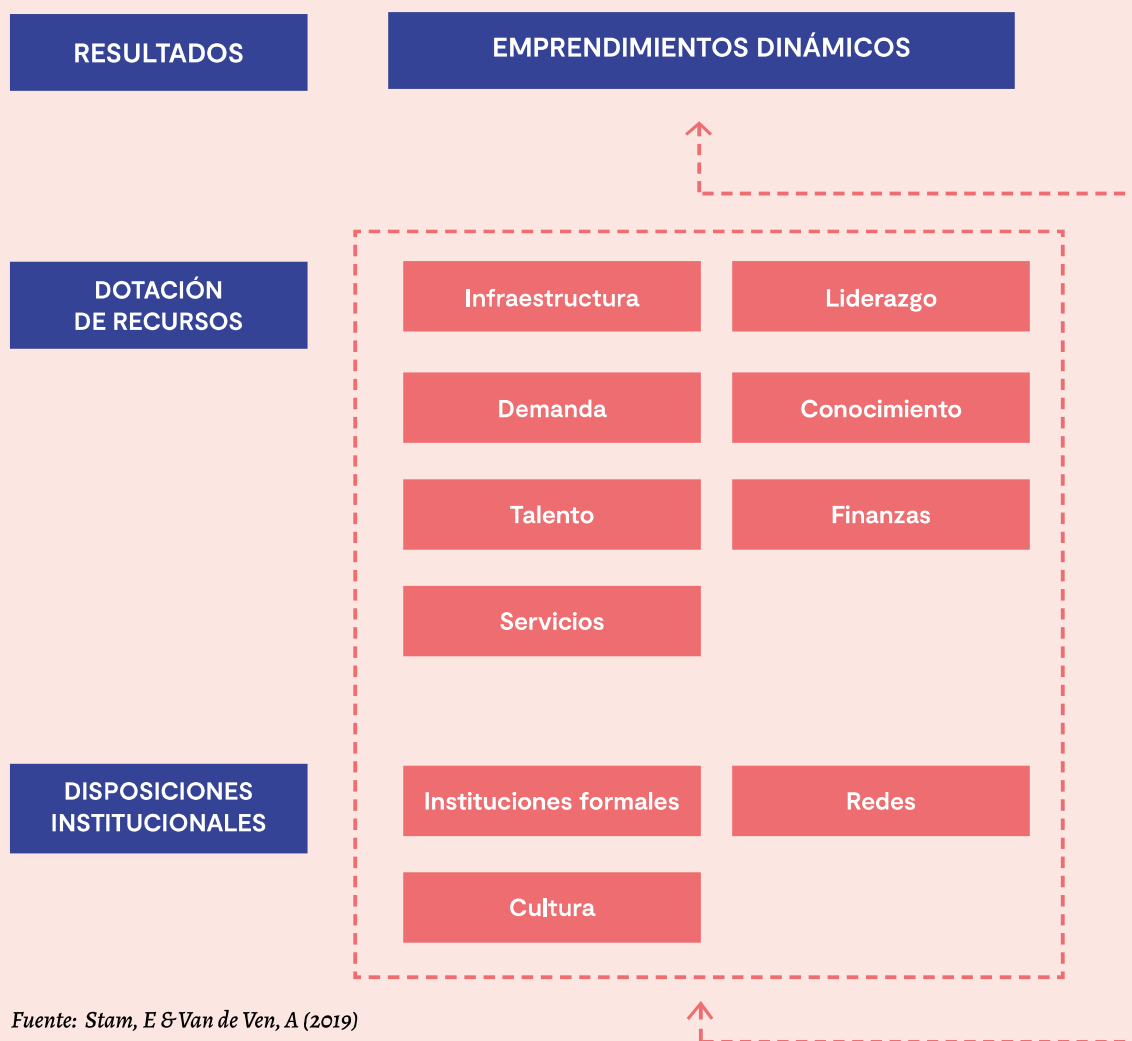 RESULTADOS
EMPRENDIMIENTOS DINÁMICOS
DOTACIÓN
DE RECURSOS
Infraestructura
Liderazgo
Demanda
Conocimiento
Talento
Finanzas
Servicios
DISPOSICIONES
INSTITUCIONALES
Instituciones formales
Redes
Cultura
Fuente: Stam, E & Van de Ven, A (2019)